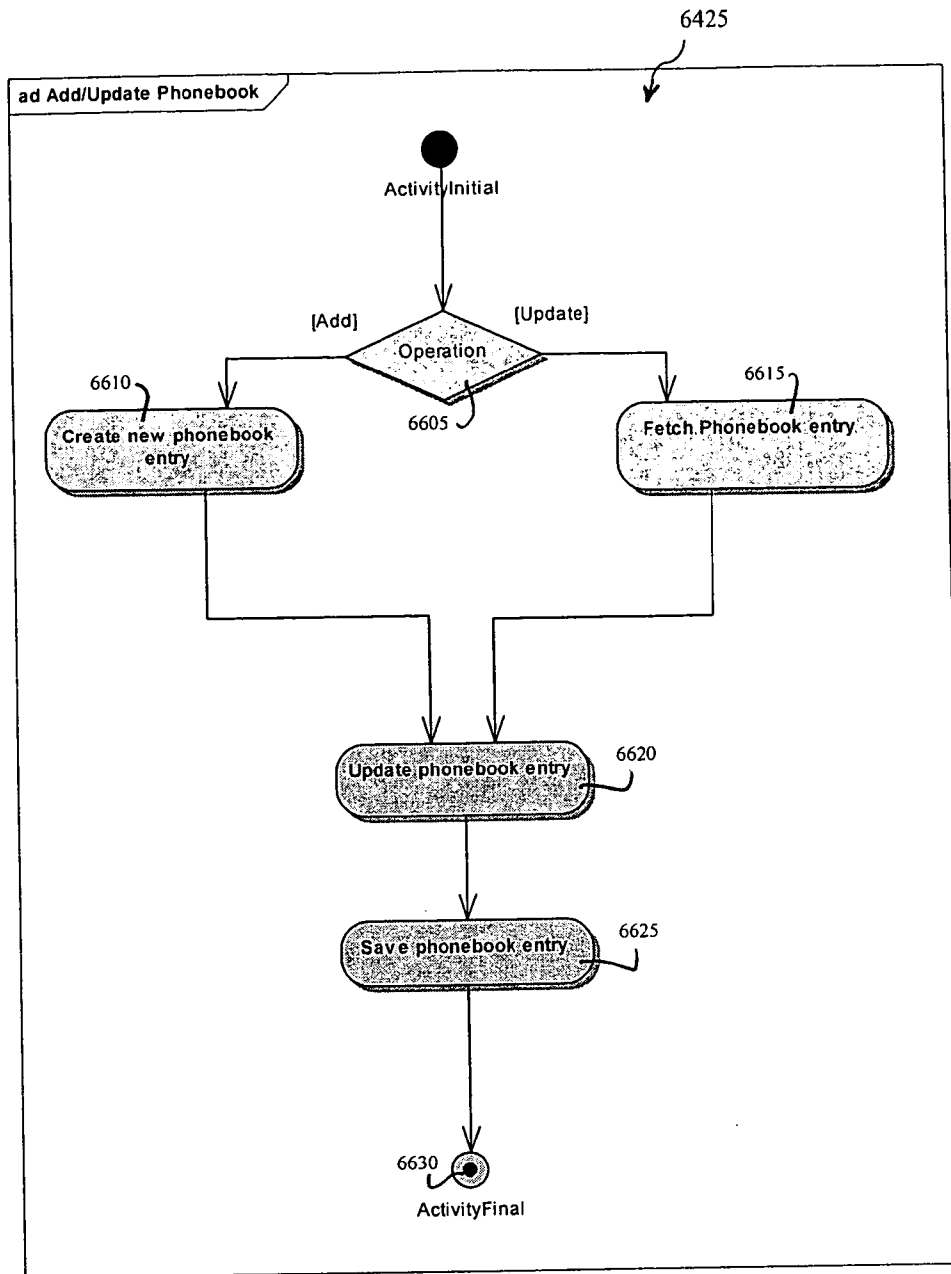 6425
ad Add/Update Phonebook
ActivityInitial
[Add]
[Update]
Operation
6605
6610
Create new phonebook
entry
6615
Fetch Phonebook entry
Update phonebook entry
6620
Save phonebook entry
6625
6630
ActivityFinal